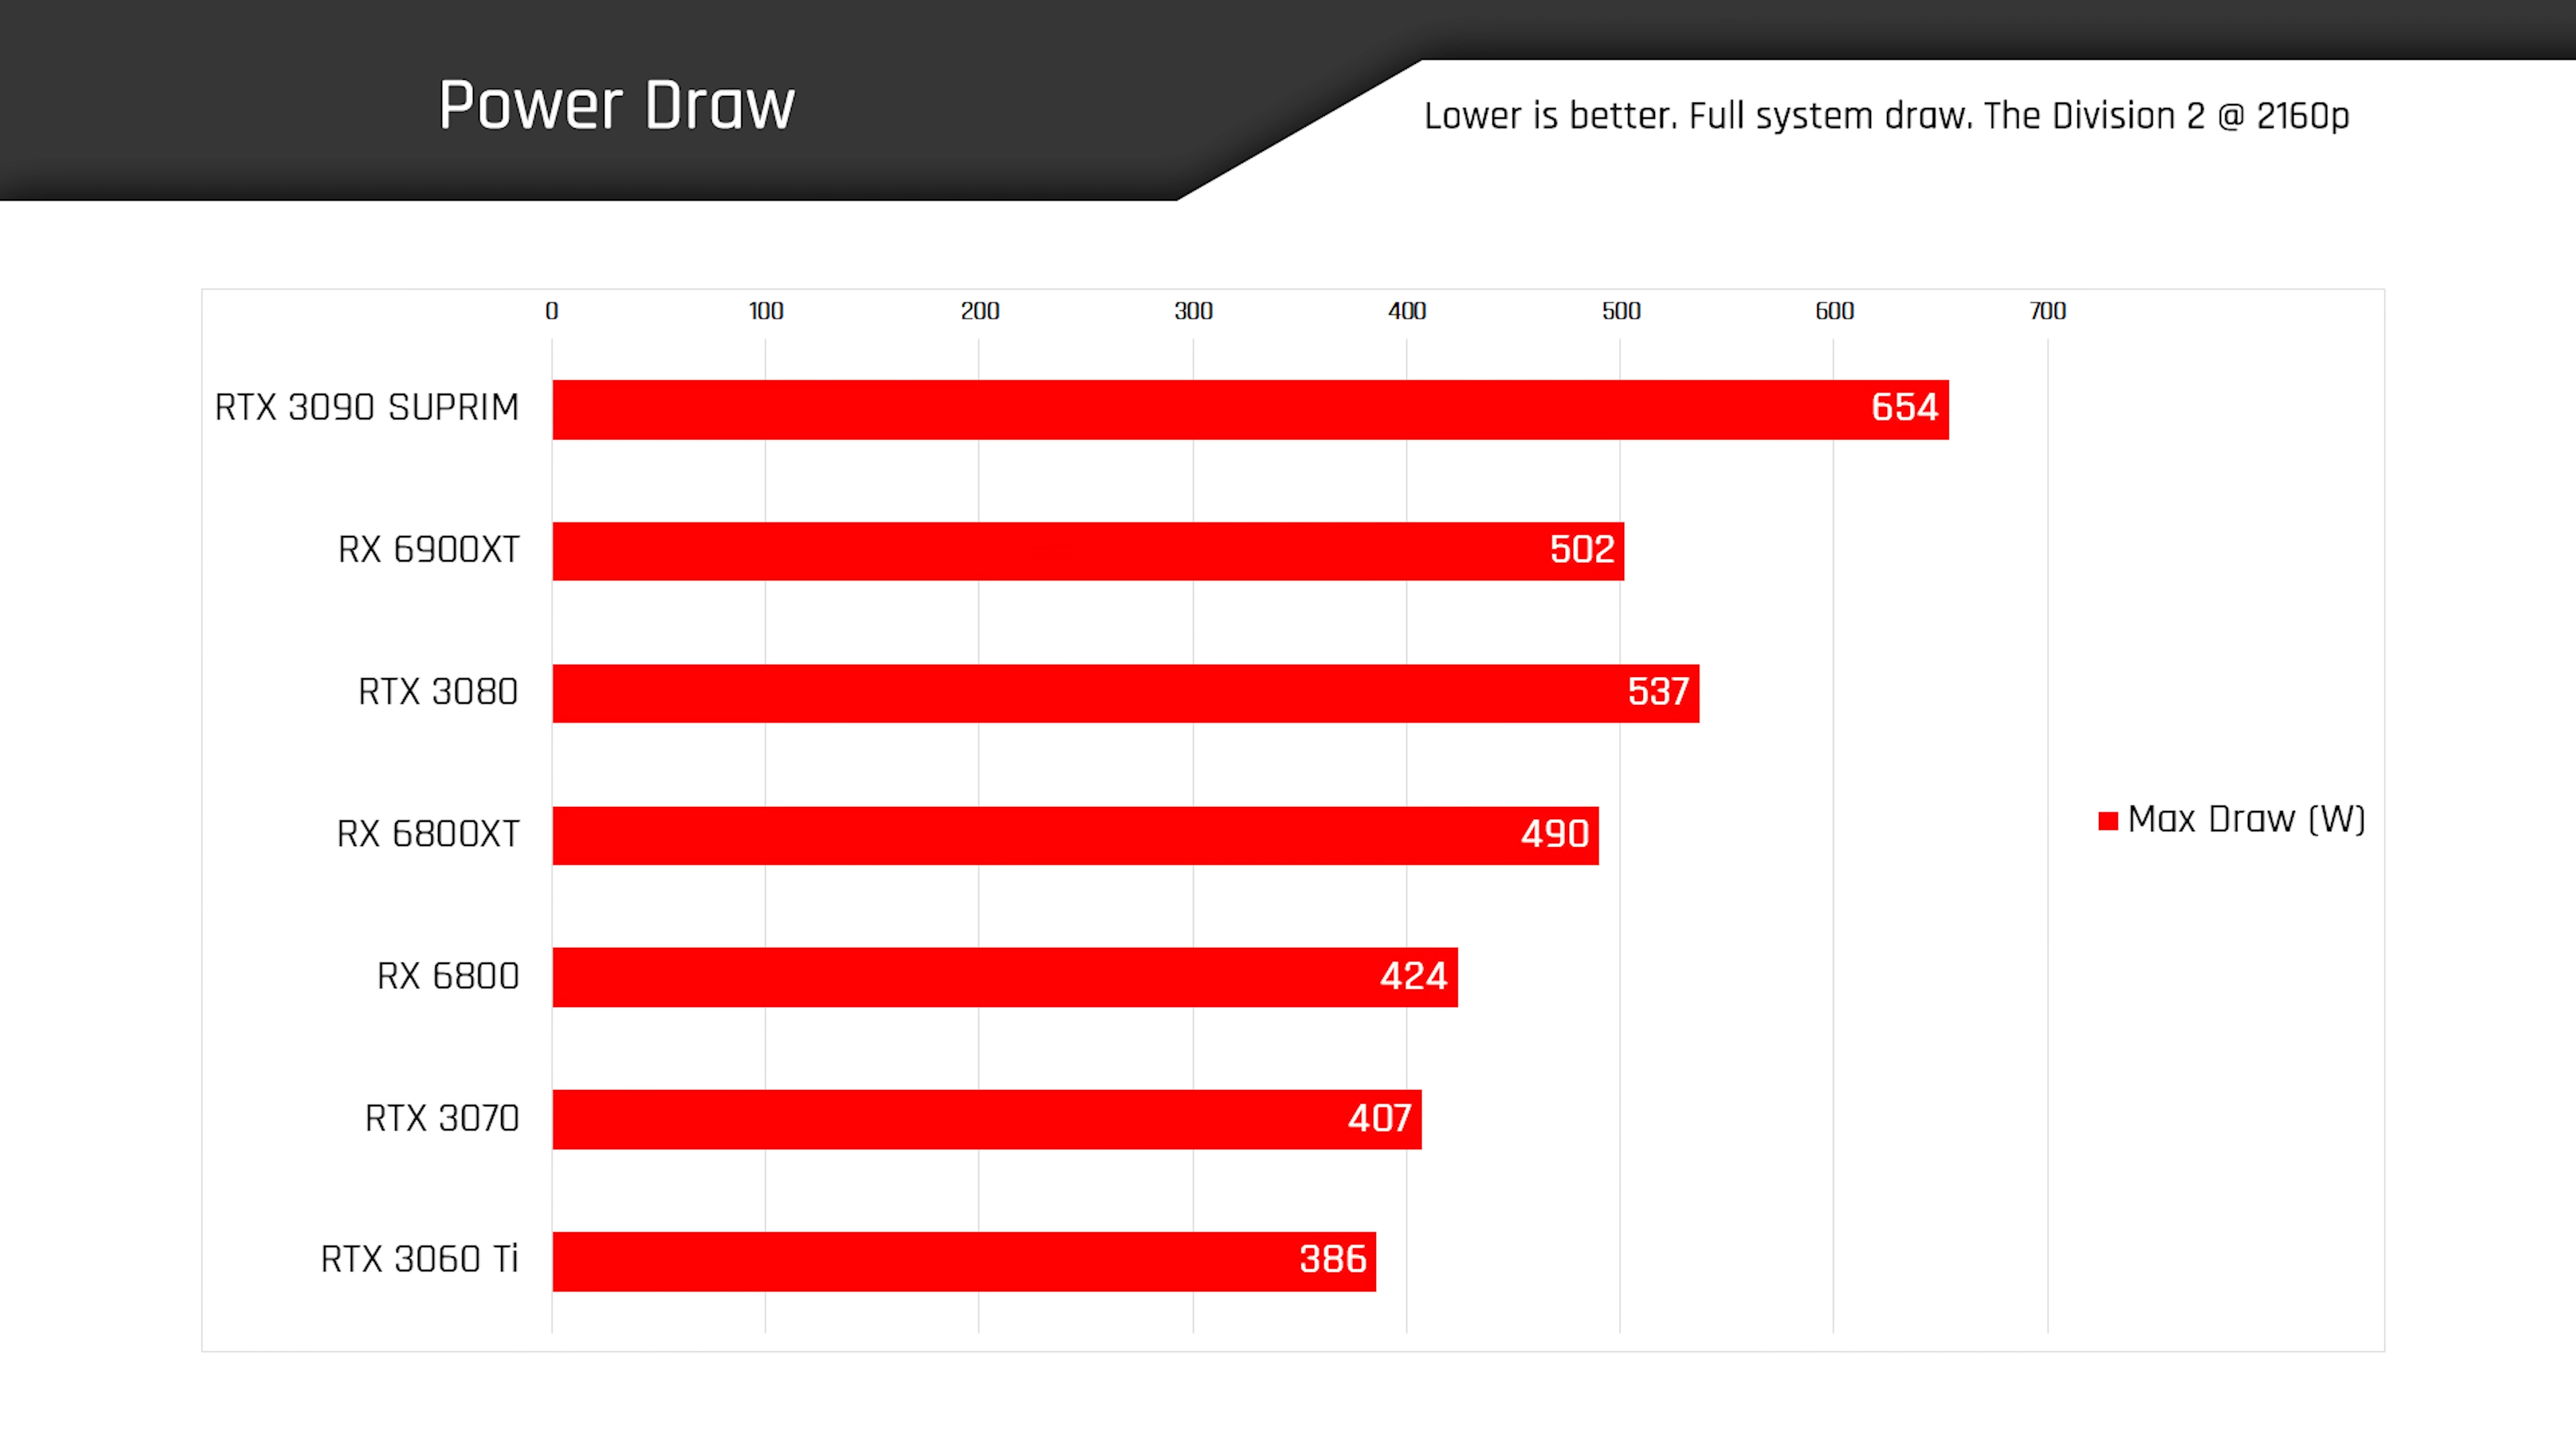 Power Draw
Lower is better. Full system draw. The Division 2 @ 2160p
0 100 200 300 400 500 600 700
RTX 3090 SUPRIM 654
RX 6900XT 502
RTX 3080 537
RX 6800XT 490
Max Draw (W)
RX 6800 424
RTX 3070 407
RTX 3060 Ti 386